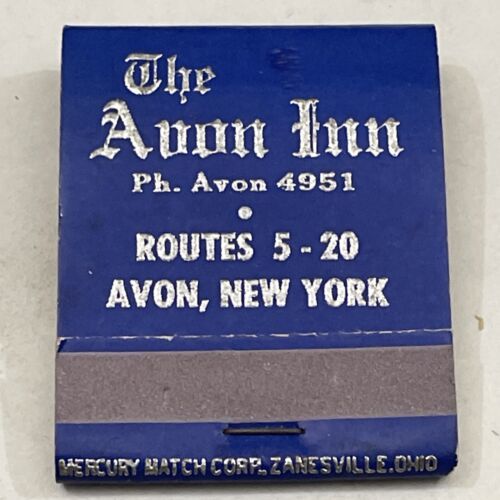 The
Avon Inn
Ph. Avon 4951
•
ROUTES 5-20
AVON, NEW YORK
MERCURY MATCH CORP., ZANESVILLE, OHIO